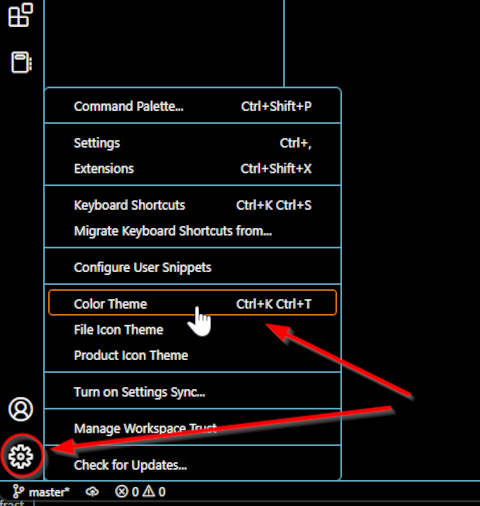 Command Palette... Ctrl+Shift+P
Settings Ctrl+,
Extensions Ctrl+Shift+X
Keyboard Shortcuts Ctrl+K Ctrl+S
Migrate Keyboard Shortcuts from...
Configure User Snippets
Color Theme Ctrl+K Ctrl+T
File Icon Theme
Product Icon Theme
Turn on Settings Sync...
Manage Workspace Trust
Check for Updates...
master* 0 0